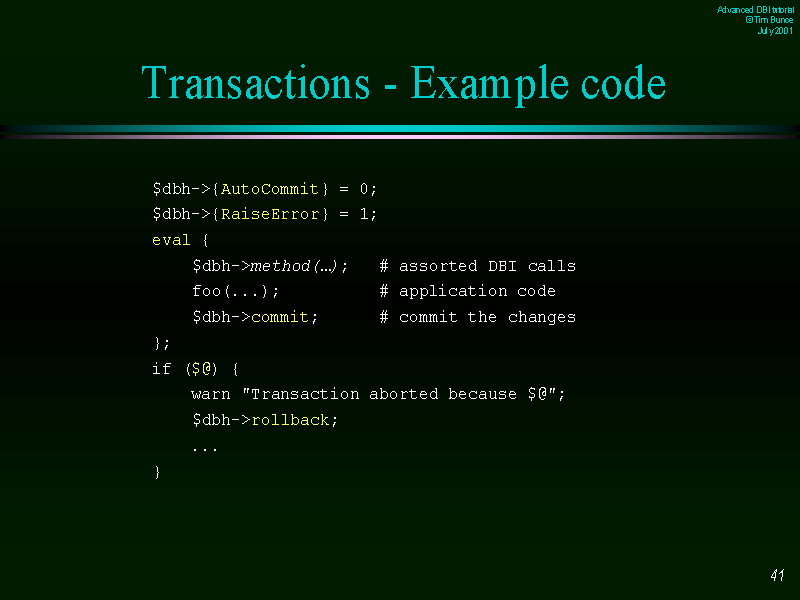 Advanced DBI tutorial
© Tim Bunce
July 2001
Transactions - Example code
$dbh->{AutoCommit} = 0;
$dbh->{RaiseError} = 1;
eval {
    $dbh->method(…);   # assorted DBI calls
    foo(...);          # application code
    $dbh->commit;      # commit the changes
};
if ($@) {
    warn "Transaction aborted because $@";
    $dbh->rollback;
    ...
}
41